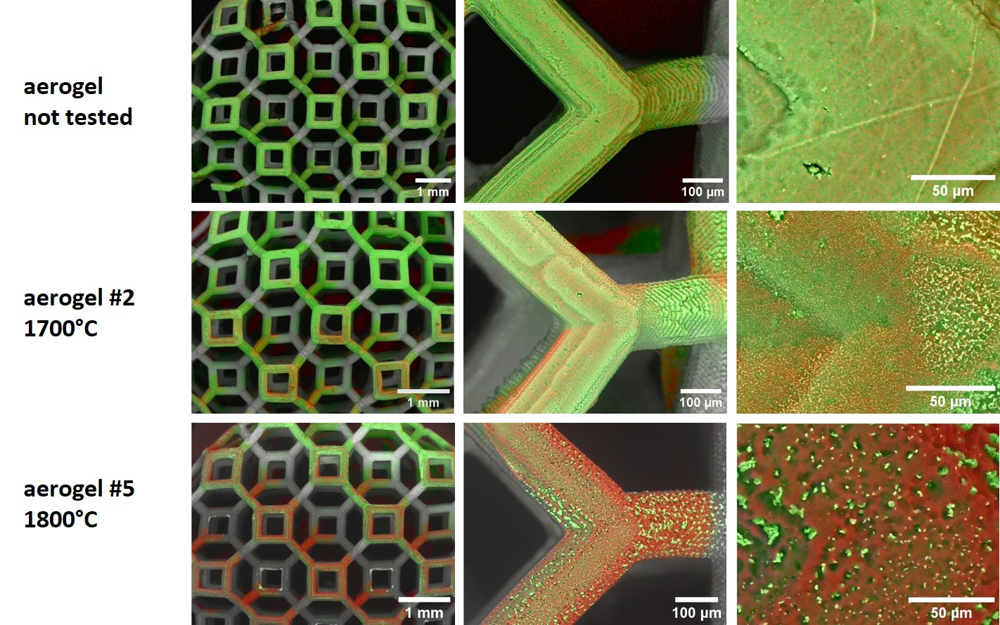 aerogel
not tested
1 mm
100 µm
50 µm
aerogel #2
1700°C
1 mm
100 µm
50 µm
aerogel #5
1800°C
1 mm
100 µm
50 µm